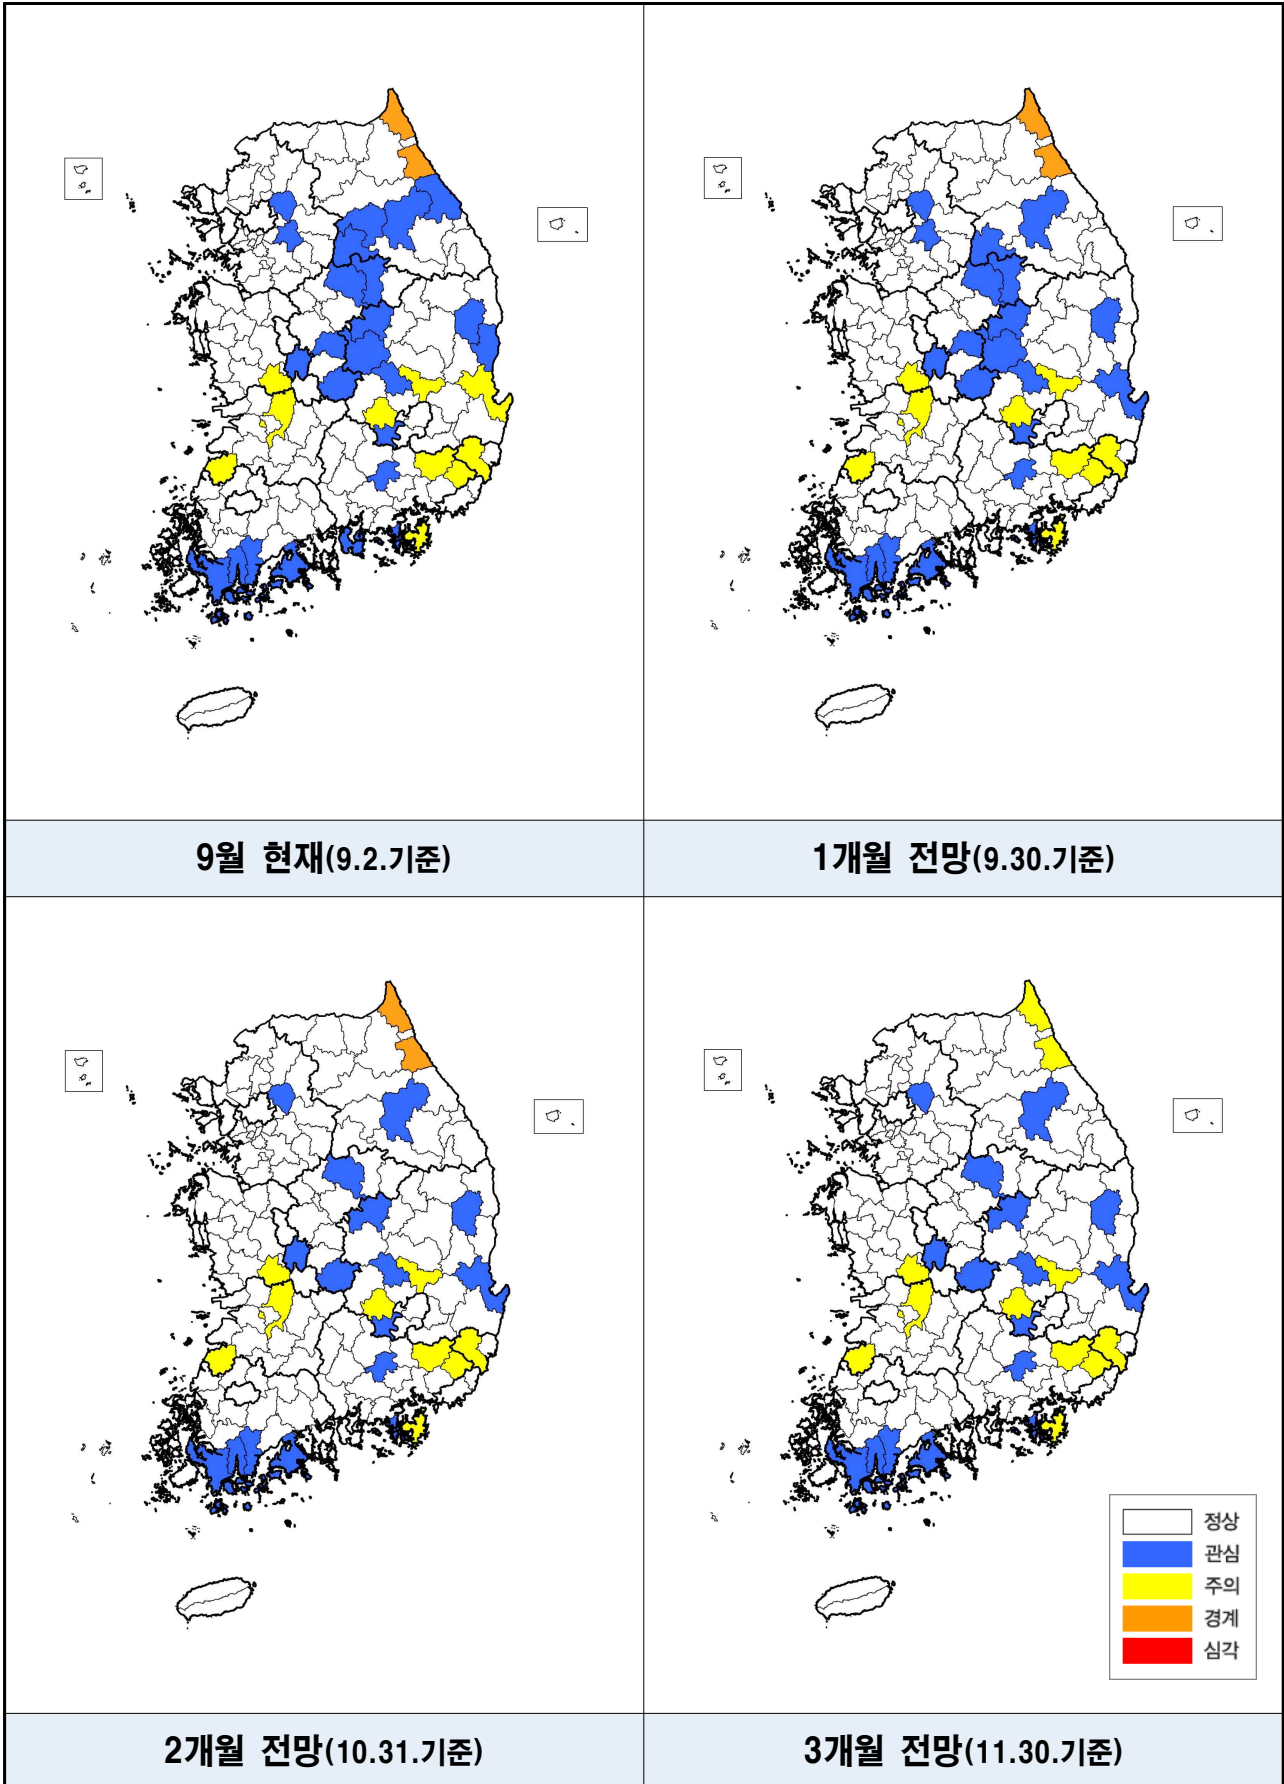 9월 현재(9.2.기준)
1개월 전망(9.30.기준)
정상
관심
주의
경계
심각
2개월 전망(10.31.기준)
3개월 전망(11.30.기준)